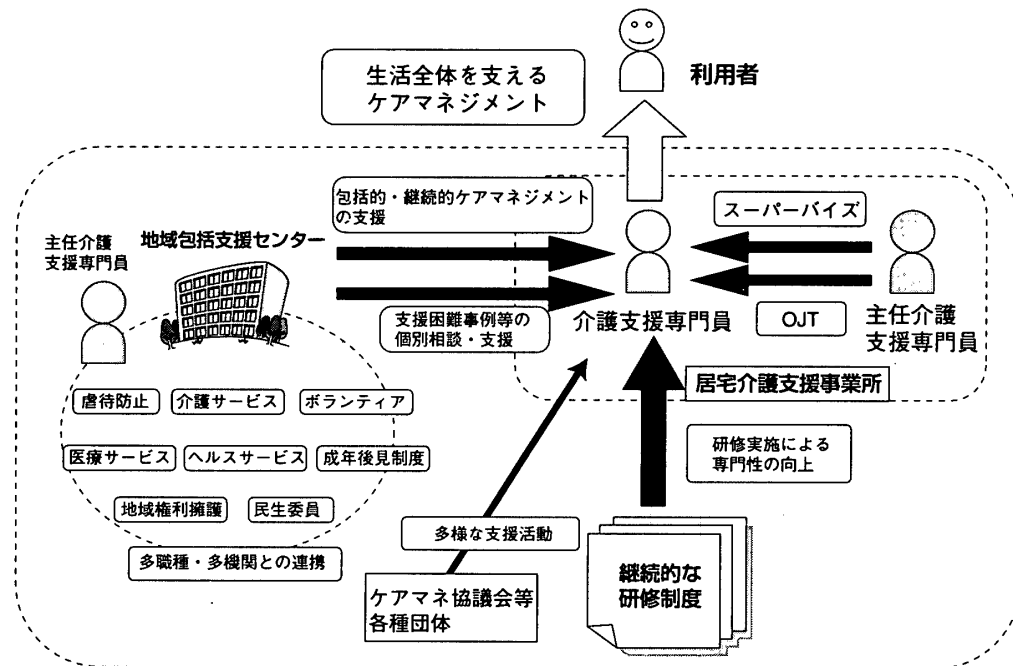 生活全体を支える
ケアマネジメント
利用者
包括的・継続的ケアマネジメント
の支援
スーパーバイズ
主任介護
支援専門員
地域包括支援センター
支援困難事例等の
個別相談・支援
介護支援専門員
OJT
主任介護
支援専門員
居宅介護支援事業所
虐待防止
介護サービス
ボランティア
医療サービス
ヘルスサービス
成年後見制度
地域権利擁護
民生委員
多職種・多機関との連携
研修実施による
専門性の向上
多様な支援活動
ケアマネ協議会等
各種団体
継続的な
研修制度